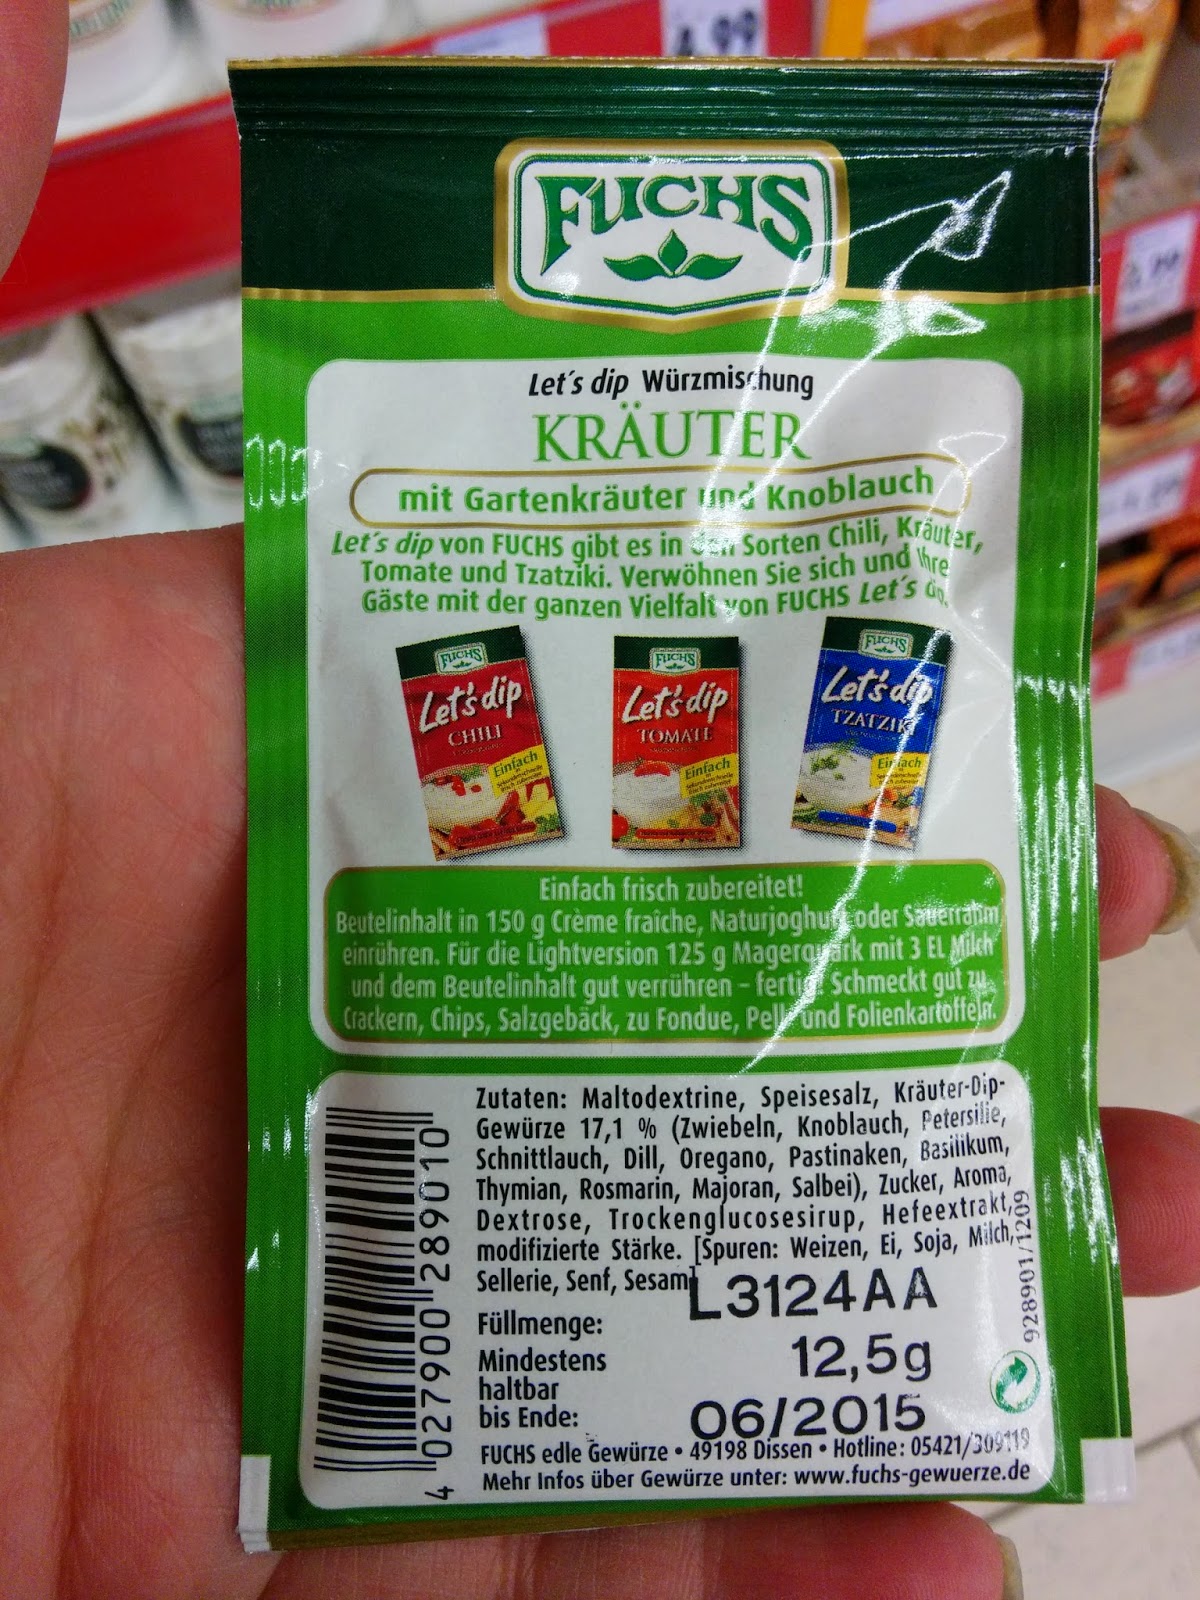 4.99
FUCHS
Let's dip Würzmischung
KRÄUTER
mit Gartenkräuter und Knoblauch
Let's dip von FUCHS gibt es in den Sorten Chili, Kräuter,
Tomate und Tzatziki. Verwöhnen Sie sich und Ihre
Gäste mit der ganzen Vielfalt von FUCHS Let's dip.
FUCHS
Let's dip
CHILI
Einfach
FUCHS
Let's dip
TOMATE
Einfach
FUCHS
Let's dip
TZATZIKI
Einfach
Einfach frisch zubereitet!
Beutelinhalt in 150 g Crème fraîche, Naturjoghurt oder Sauerrahm
einrühren. Für die Lightversion 125 g Magerquark mit 3 EL Milch
und dem Beutelinhalt gut verrühren – fertig! Schmeckt gut zu
Crackern, Chips, Salzgebäck, zu Fondue, Pell- und Folienkartoffeln.
Zutaten: Maltodextrine, Speisesalz, Kräuter-Dip-
Gewürze 17,1 % (Zwiebeln, Knoblauch, Petersilie,
Schnittlauch, Dill, Oregano, Pastinaken, Basilikum,
Thymian, Rosmarin, Majoran, Salbei), Zucker, Aroma,
Dextrose, Trockenglucosesirup, Hefeextrakt,
modifizierte Stärke. [Spuren: Weizen, Ei, Soja, Milch,
Sellerie, Senf, Sesam]
L3124AA
Füllmenge: 12,5g
Mindestens
haltbar
bis Ende: 06/2015
FUCHS edle Gewürze • 49198 Dissen • Hotline: 05421/309119
Mehr Infos über Gewürze unter: www.fuchs-gewuerze.de
4 027900 289010
928901/1209